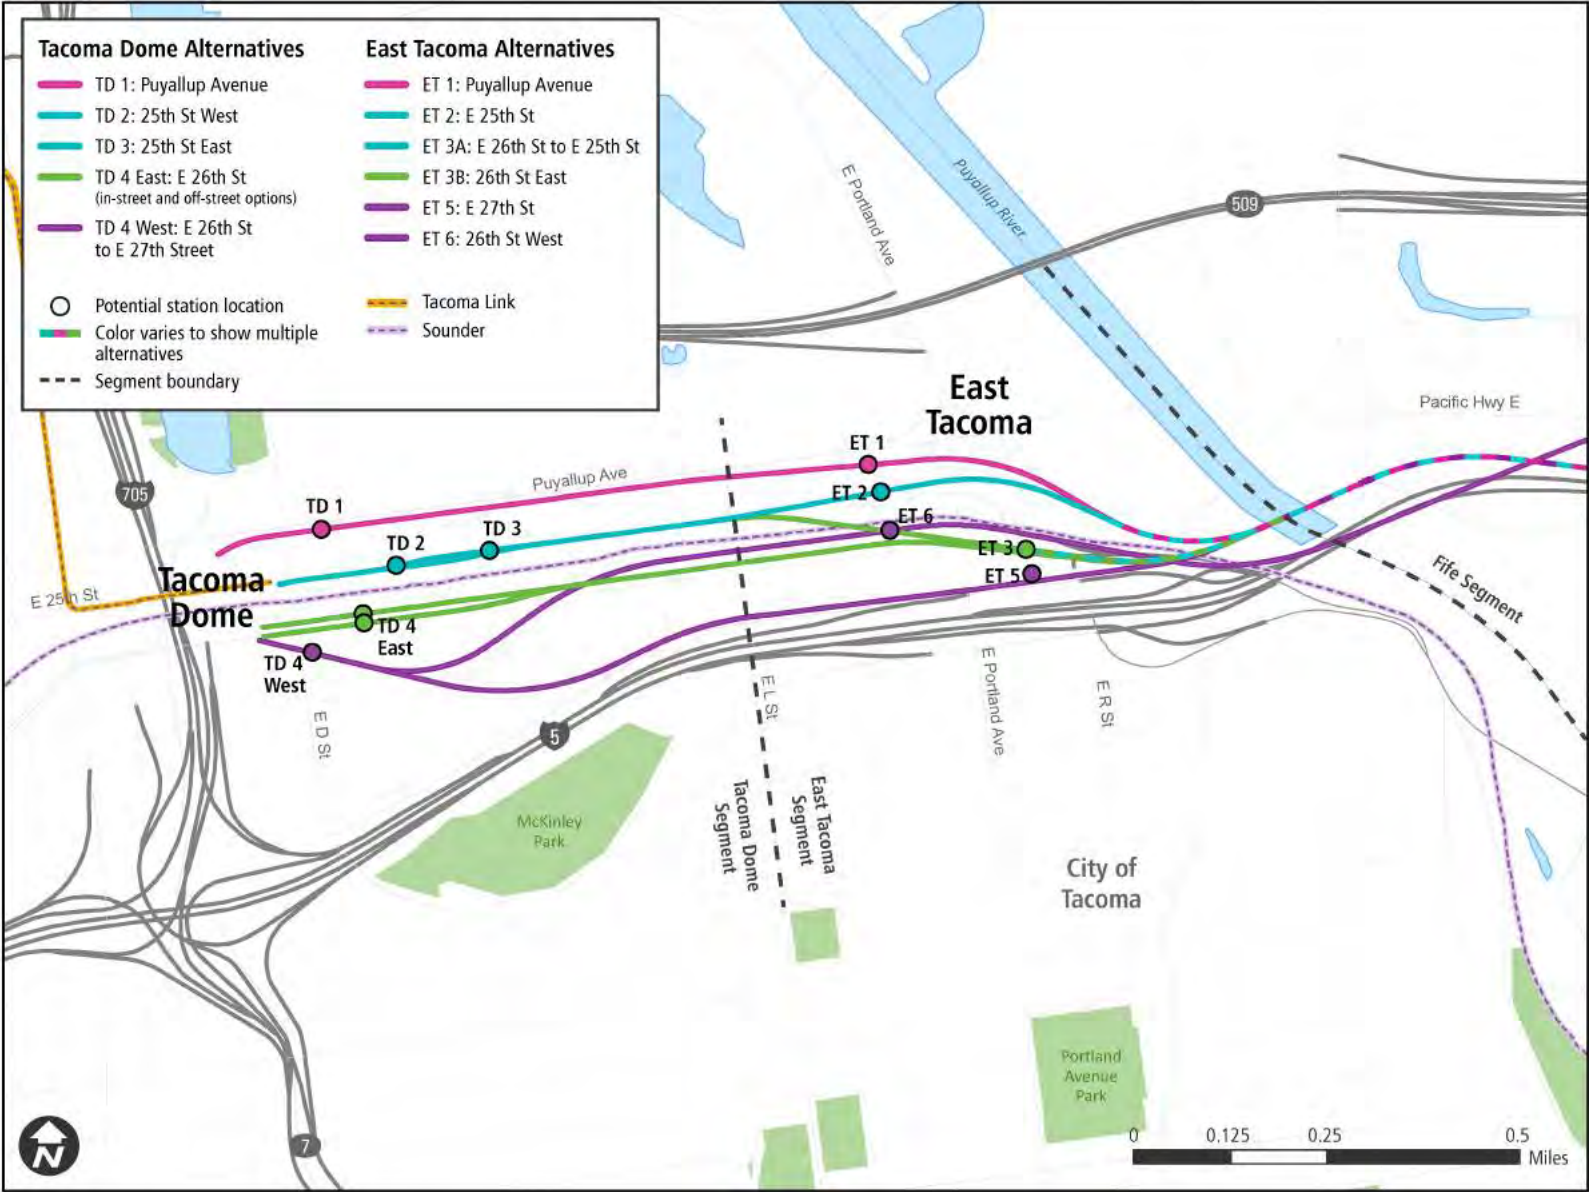 Tacoma Dome Alternatives
TD 1: Puyallup Avenue
TD 2: 25th St West
TD 3: 25th St East
TD 4 East: E 26th St
(in-street and off-street options)
TD 4 West: E 26th St
to E 27th Street
Potential station location
Color varies to show multiple
alternatives
Segment boundary
East Tacoma Alternatives
ET 1: Puyallup Avenue
ET 2: E 25th St
ET 3A: E 26th St to E 25th St
ET 3B: 26th St East
ET 5: E 27th St
ET 6: 26th St West
Tacoma Link
Sounder
E Portland Ave
Puyallup River
509
East
Tacoma
Pacific Hwy E
705
Puyallup Ave
TD 1
TD 2
TD 3
ET 1
ET 2
ET 6
ET 3
ET 5
Tacoma
Dome
E 25th St
TD 4
East
TD 4
West
Fife Segment
E D St
E L St
E Portland Ave
E R St
5
McKinley
Park
Tacoma Dome
Segment
East Tacoma
Segment
City of
Tacoma
Portland
Avenue
Park
7
N
0
0.125
0.25
0.5
Miles